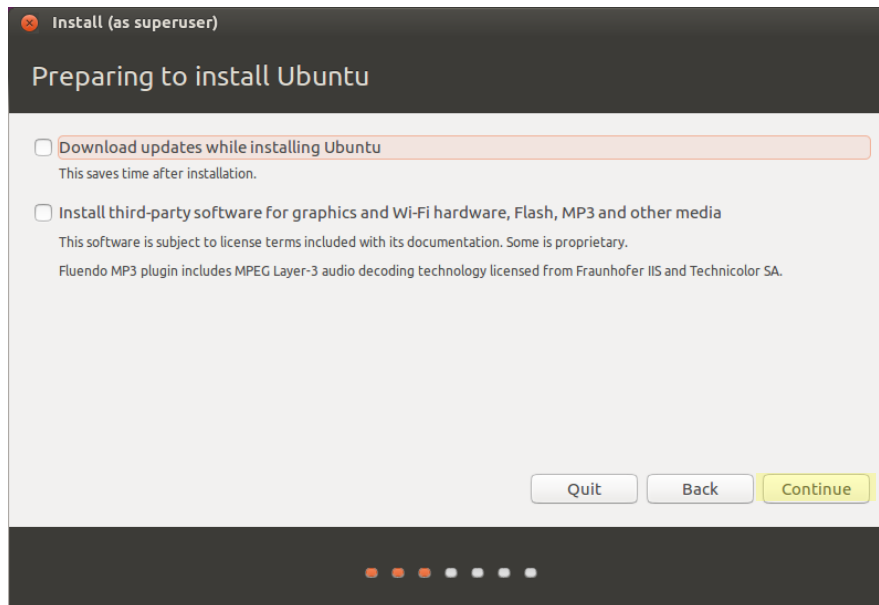 Install (as superuser)
Preparing to install Ubuntu
Download updates while installing Ubuntu
This saves time after installation.
Install third-party software for graphics and Wi-Fi hardware, Flash, MP3 and other media
This software is subject to license terms included with its documentation. Some is proprietary.
Fluendo MP3 plugin includes MPEG Layer-3 audio decoding technology licensed from Fraunhofer IIS and Technicolor SA.
Quit Back Continue